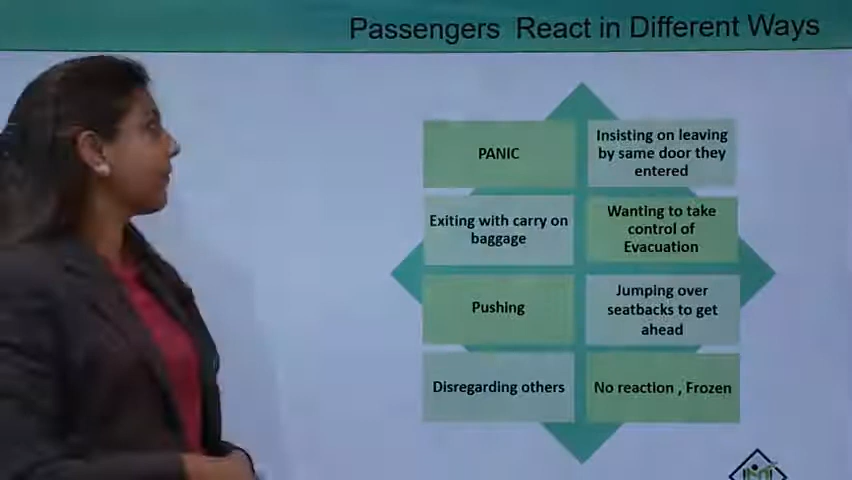 Passengers React in Different Ways
PANIC
Insisting on leaving
by same door they
entered
Exiting with carry on
baggage
Wanting to take
control of
Evacuation
Pushing
Jumping over
seatbacks to get
ahead
Disregarding others
No reaction , Frozen